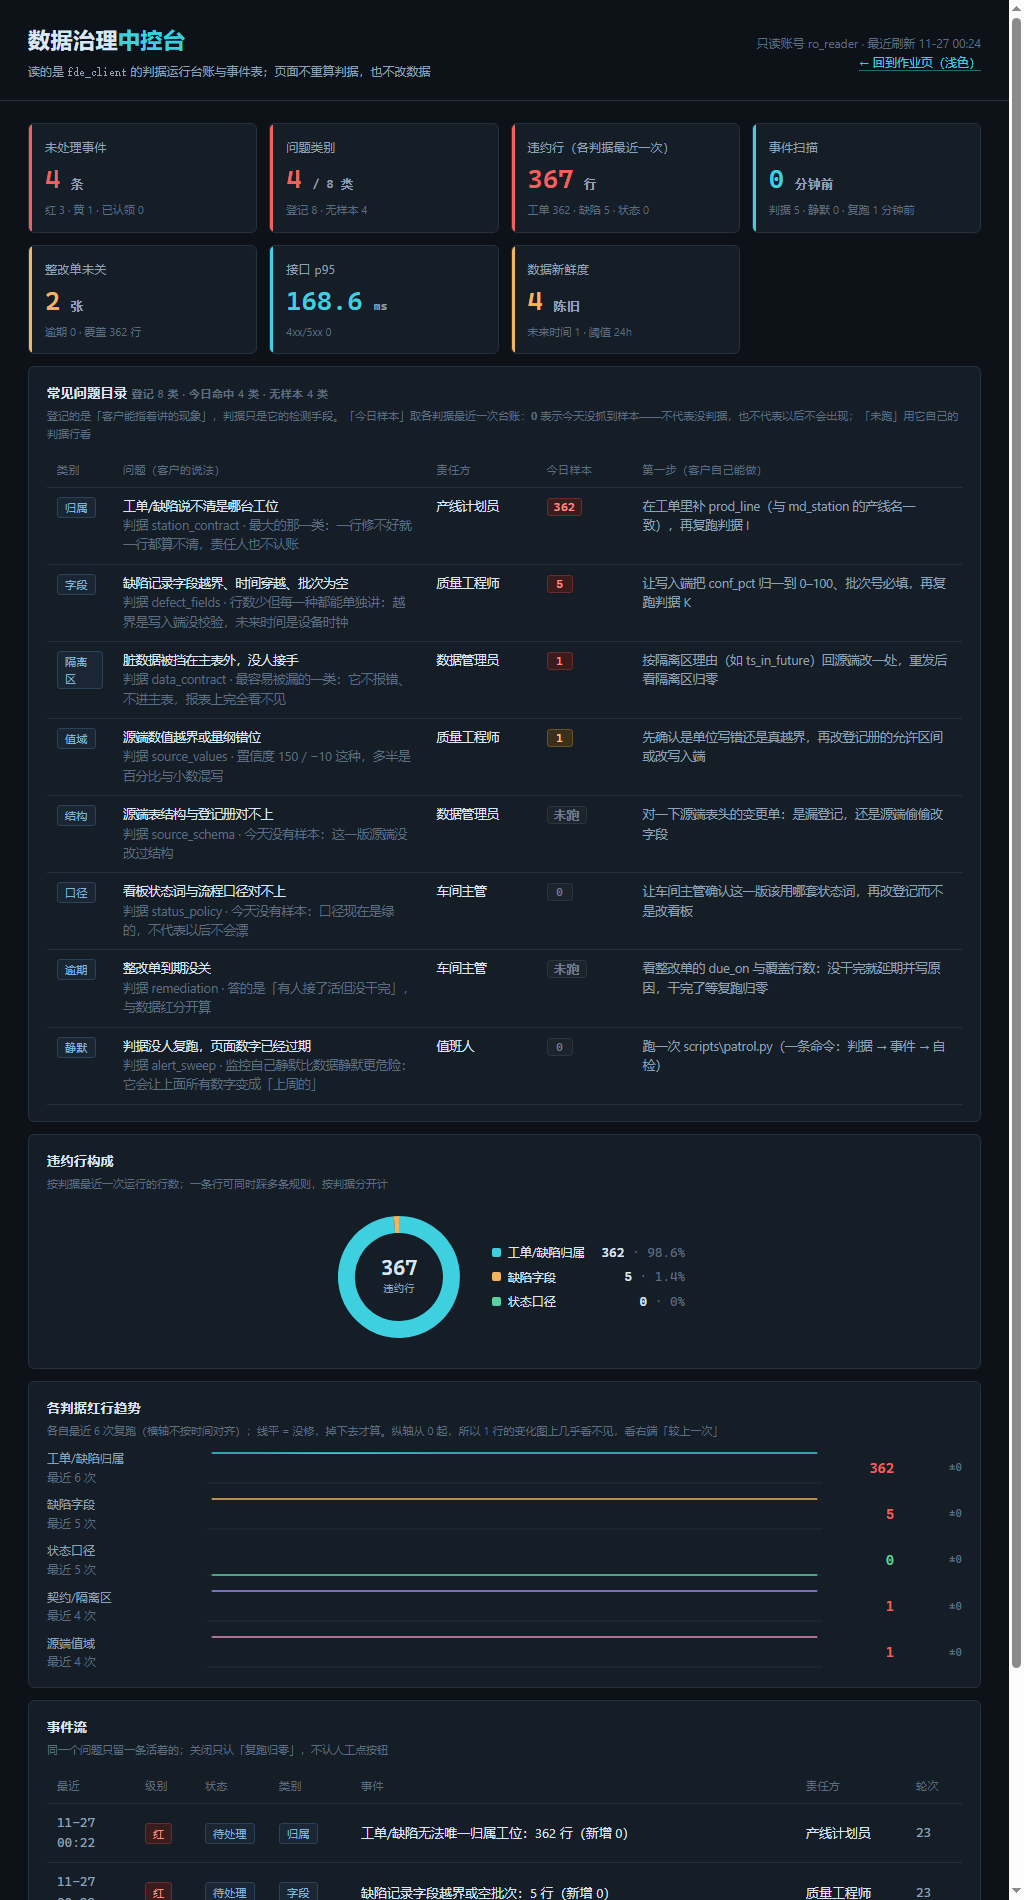 数据治理中控台
读的是 fde_client 的判据运行台账与事件表；页面不重算判据，也不改数据
只读账号 ro_reader · 最近刷新 11-27 00:24
← 回到作业页（浅色）
未处理事件
4 条
红 3 · 黄 1 · 已认领 0
问题类别
4 / 8 类
登记 8 · 无样本 4
违约行（各判据最近一次）
367 行
工单 362 · 缺陷 5 · 状态 0
事件扫描
0 分钟前
判据 5 · 静默 0 · 复跑 1 分钟前
整改单未关
2 张
逾期 0 · 覆盖 362 行
接口 p95
168.6 ms
4xx/5xx 0
数据新鲜度
4 陈旧
未来时间 1 · 阈值 24h
常见问题目录 登记 8 类 · 今日命中 4 类 · 无样本 4 类
登记的是「客户能指着讲的现象」，判据只是它的检测手段。「今日样本」取各判据最近一次台账：0 表示今天没抓到样本——不代表没判据，也不代表以后不会出现；「未跑」用它自己的
判据行看
类别 问题（客户的说法） 责任方 今日样本 第一步（客户自己能做）
归属 工单/缺陷说不清是哪台工位 产线计划员 362 在工单里补 prod_line（与 md_station 的产线名一
判据 station_contract · 最大的那一类：一行修不好就 致），再复跑判据 I
一行都算不清，责任人也不认账
字段 缺陷记录字段越界、时间穿越、批次为空 质量工程师 5 让写入端把 conf_pct 归一到 0–100、批次号必填，再复
判据 defect_fields · 行数少但每一种都能单独讲：越 跑判据 K
界是写入端没校验，未来时间是设备时钟
隔离 脏数据被挡在主表外，没人接手 数据管理员 1 按隔离区理由（如 ts_in_future）回源端改一处，重发后
区 判据 data_contract · 最容易被漏的一类：它不报错、 看隔离区归零
不进主表，报表上完全看不见
值域 源端数值越界或量纲错位 质量工程师 1 先确认是单位写错还是真越界，再改登记册的允许区间
判据 source_values · 置信度 150 / −10 这种，多半是 或改写入端
百分比与小数混写
结构 源端表结构与登记册对不上 数据管理员 未跑 对一下源端表头的变更单：是漏登记，还是源端偷偷改
判据 source_schema · 今天没有样本：这一版源端没 字段
改过结构
口径 看板状态词与流程口径对不上 车间主管 0 让车间主管确认这一版该用哪套状态词，再改登记而不
判据 status_policy · 今天没有样本：口径现在是绿 是改看板
的，不代表以后不会漂
逾期 整改单到期没关 车间主管 未跑 看整改单的 due_on 与覆盖行数：没干完就延期并写原
判据 remediation · 答的是「有人接了活但没干完」， 因，干完了等复跑归零
与数据红分开算
静默 判据没人复跑，页面数字已经过期 值班人 0 跑一次 scripts\patrol.py（一条命令：判据 → 事件 → 自
判据 alert_sweep · 监控自己静默比数据静默更危险： 检）
它会让上面所有数字变成「上周的」
违约行构成
按判据最近一次运行的行数；一条行可同时踩多条规则，按判据分开计
367
违约行
工单/缺陷归属 362 · 98.6%
缺陷字段 5 · 1.4%
状态口径 0 · 0%
各判据红行趋势
各自最近 6 次复跑（横轴不按时间对齐）；线平 = 没修，掉下去才算。纵轴从 0 起，所以 1 行的变化图上几乎看不见，看右端「较上一次」
工单/缺陷归属 362 ±0
最近 6 次
缺陷字段 5 ±0
最近 5 次
状态口径 0 ±0
最近 5 次
契约/隔离区 1 ±0
最近 4 次
源端值域 1 ±0
最近 4 次
事件流
同一个问题只留一条活着的；关闭只认「复跑归零」，不认人工点按钮
最近 级别 状态 类别 事件 责任方 轮次
11-27
00:22 红 待处理 归属 工单/缺陷无法唯一归属工位：362 行（新增 0） 产线计划员 23
11-27
红 待处理 字段 缺陷记录字段越界或空批次：5 行（新增 0） 质量工程师 23